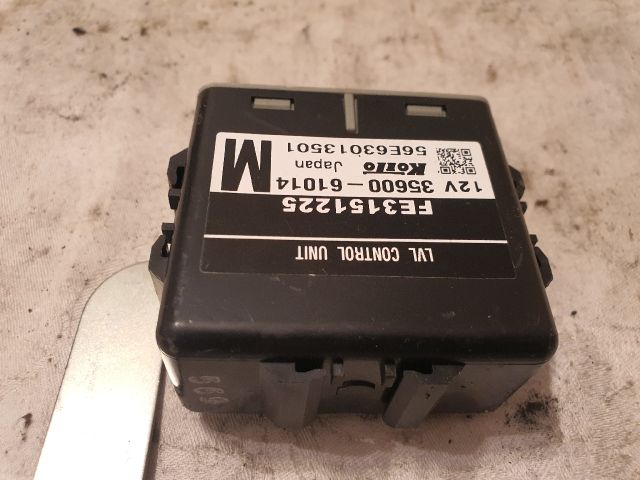 LVL CONTROL UNIT
FE3151225
12V 35600-61014
Koito Japan
56E63013501
M